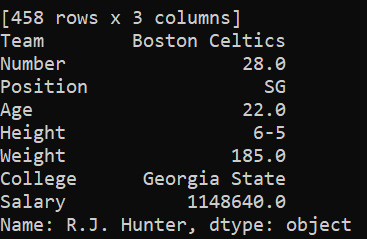 [458 rows x 3 columns]
Team        Boston Celtics
Number                28.0
Position                SG
Age                   22.0
Height                 6-5
Weight               185.0
College      Georgia State
Salary           1148640.0
Name: R.J. Hunter, dtype: object